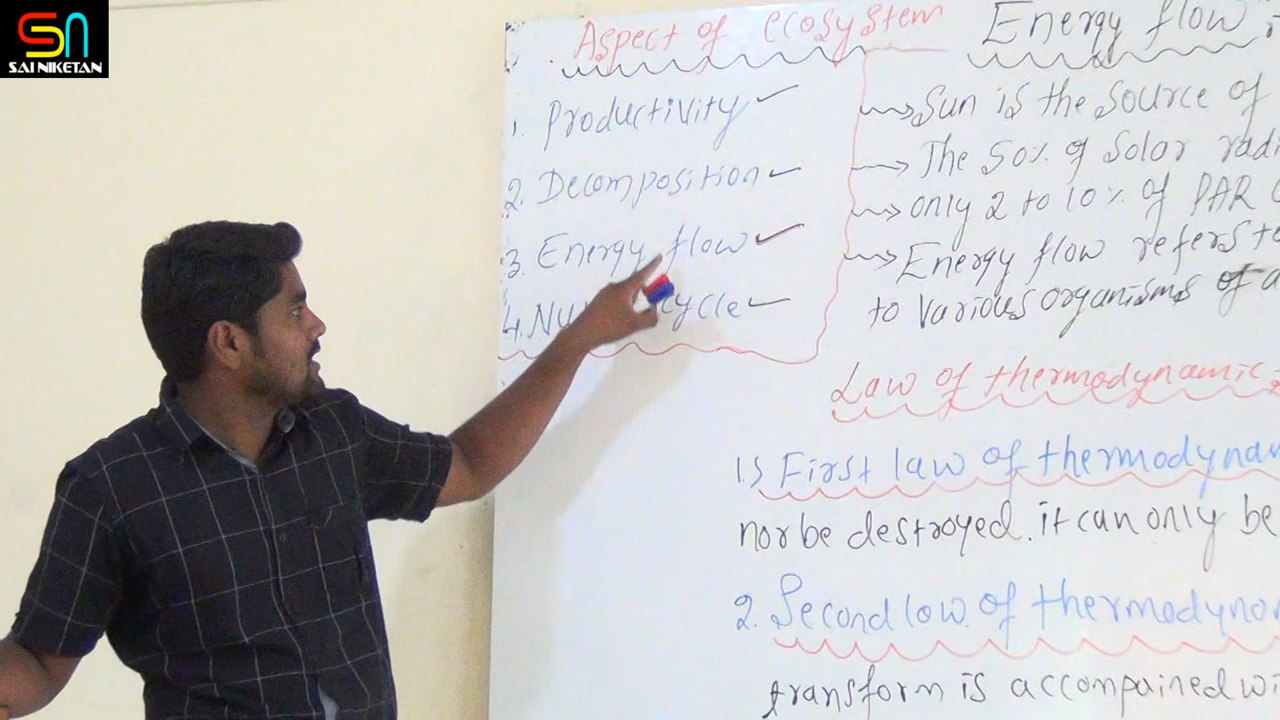 SN
SAI NIKETAN
Aspect of ecosystem
1. Productivity
2. Decomposition
3. Energy flow
4. Nu cycle
Energy flow
Sun is the source of
The 50% of Solar radi
only 2 to 10% of PAR
Energy flow refers to
to various organisms of a
Law of thermodynamic
1) First law of thermodynam
nor be destroyed. it can only be
2. Second low of thermodyna
transform is accompained wi